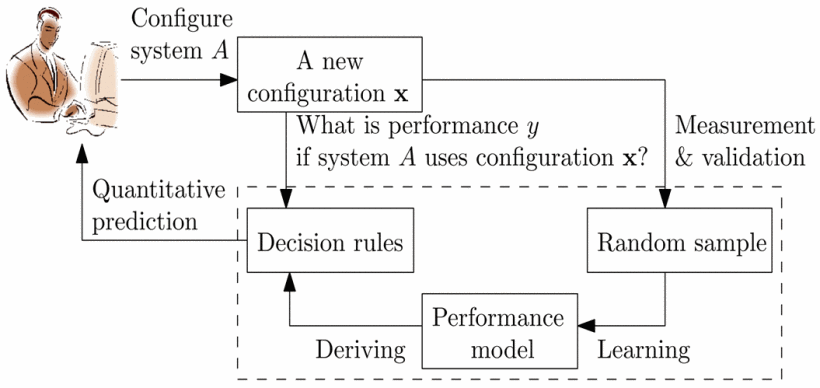 Configure
system A
A new
configuration x
What is performance y
if system A uses configuration x?
Measurement
& validation
Quantitative
prediction
Decision rules
Random sample
Performance
model
Deriving
Learning